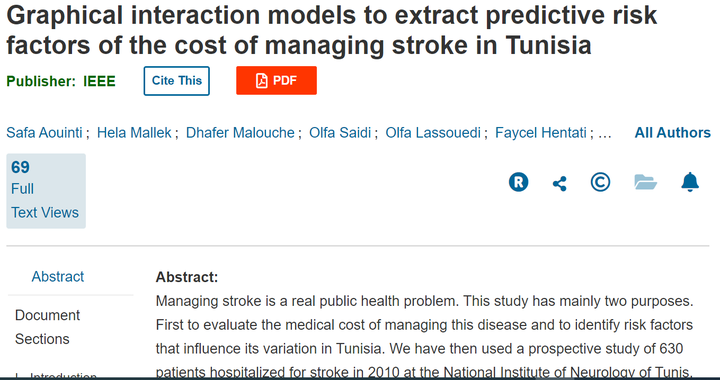 Graphical interaction models to extract predictive risk
factors of the cost of managing stroke in Tunisia
Publisher: IEEE Cite This PDF
Safa Aouinti ; Hela Mallek ; Dhafer Malouche ; Olfa Saidi ; Olfa Lassouedi ; Faycel Hentati ; ... All Authors
69
Full
Text Views
R
©
Abstract
Document
Sections
I. Introduction
Abstract:
Managing stroke is a real public health problem. This study has mainly two purposes.
First to evaluate the medical cost of managing this disease and to identify risk factors
that influence its variation in Tunisia. We have then used a prospective study of 630
patients hospitalized for stroke in 2010 at the National Institute of Neurology of Tunis,